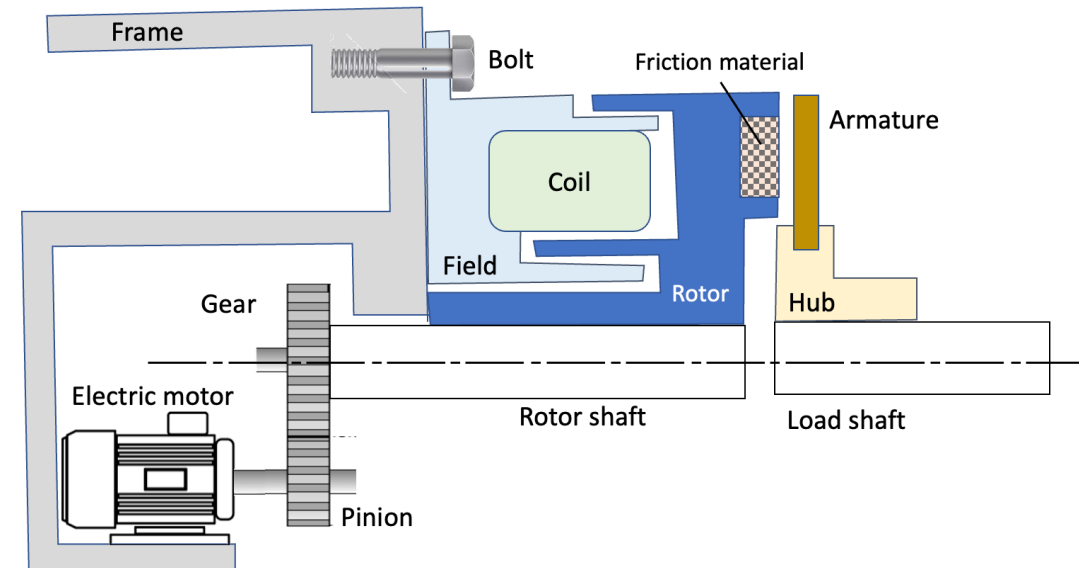 Frame
Bolt
Friction material
Armature
Coil
Field
Rotor
Hub
Gear
Electric motor
Rotor shaft
Load shaft
Pinion